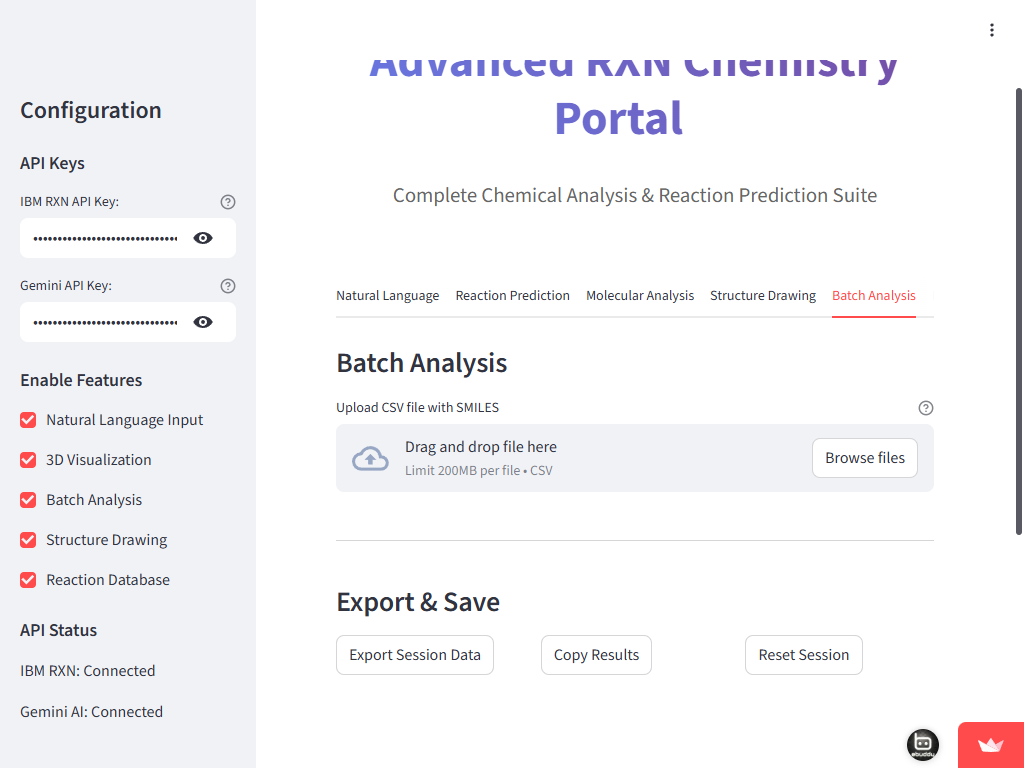 Configuration
API Keys
IBM RXN API Key:
••••••••••••••••••••••••••••••
Gemini API Key:
••••••••••••••••••••••••••••••
Enable Features
Natural Language Input
3D Visualization
Batch Analysis
Structure Drawing
Reaction Database
API Status
IBM RXN: Connected
Gemini AI: Connected
Advanced RXN Chemistry
Portal
Complete Chemical Analysis & Reaction Prediction Suite
Natural Language Reaction Prediction Molecular Analysis Structure Drawing Batch Analysis
Batch Analysis
Upload CSV file with SMILES
Drag and drop file here
Limit 200MB per file • CSV
Browse files
Export & Save
Export Session Data Copy Results Reset Session